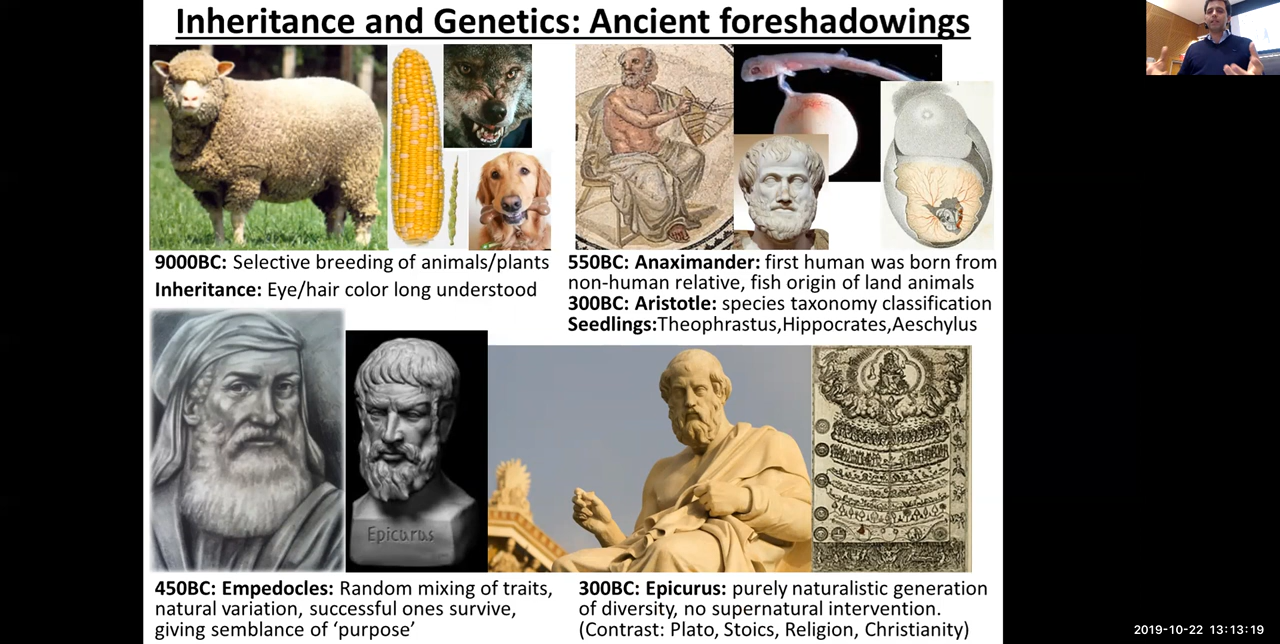 Inheritance and Genetics: Ancient foreshadowings
9000BC: Selective breeding of animals/plants
Inheritance: Eye/hair color long understood
550BC: Anaximander: first human was born from
non-human relative, fish origin of land animals
300BC: Aristotle: species taxonomy classification
Seedlings:Theophrastus,Hippocrates,Aeschylus
Epicurus
450BC: Empedocles: Random mixing of traits,
natural variation, successful ones survive,
giving semblance of ‘purpose’
300BC: Epicurus: purely naturalistic generation
of diversity, no supernatural intervention.
(Contrast: Plato, Stoics, Religion, Christianity)
2019-10-22 13:13:19